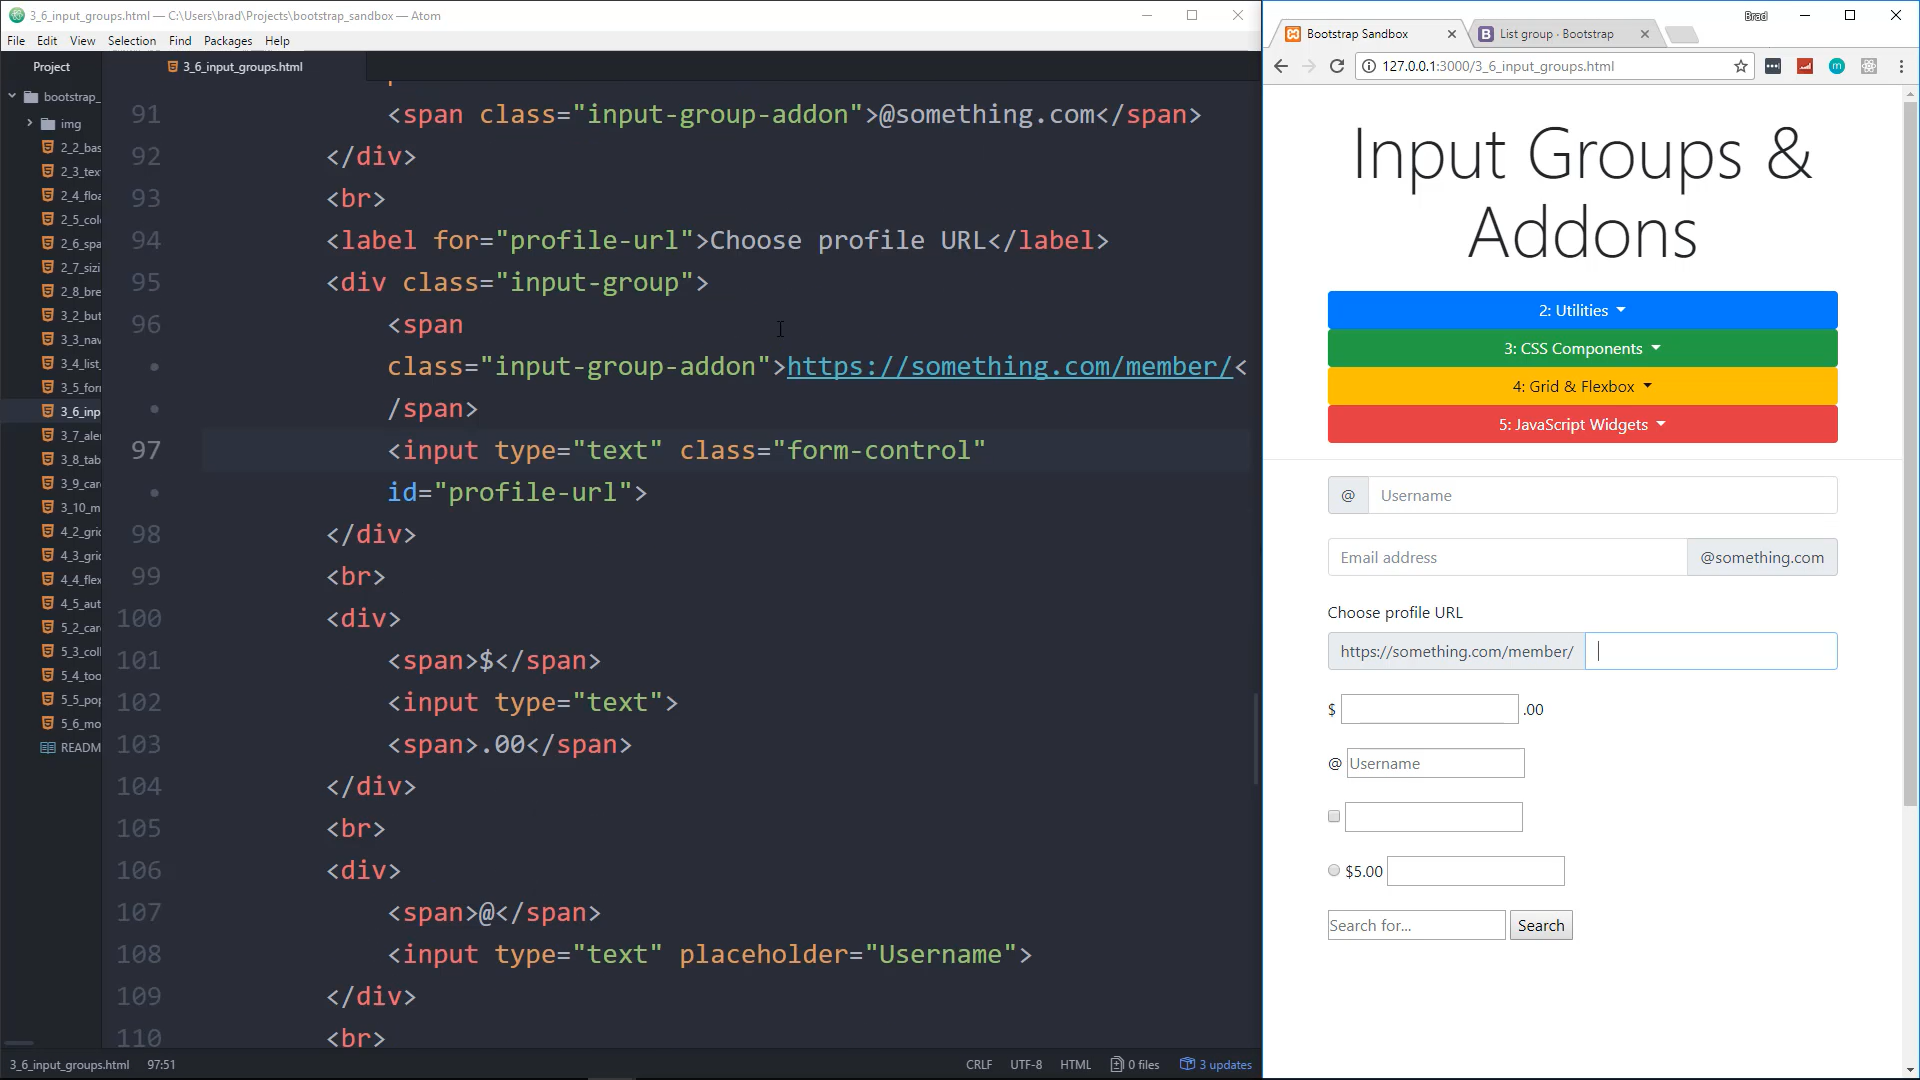 3_6_input_groups.html — C:\Users\brad\Projects\bootstrap_sandbox — Atom
File Edit View Selection Find Packages Help
Project
bootstrap_
img
2_2_bas
2_3_tex
2_4_floa
2_5_col
2_6_spa
2_7_sizi
2_8_bre
3_2_but
3_3_nav
3_4_list_
3_5_for
3_6_inp
3_7_aler
3_8_tab
3_9_car
3_10_m
4_2_gric
4_3_gric
4_4_flex
4_5_aut
5_2_car
5_3_coll
5_4_too
5_5_pop
5_6_mo
READM
3_6_input_groups.html
91 <span class="input-group-addon">@something.com</span>
92 </div>
93 <br>
94 <label for="profile-url">Choose profile URL</label>
95 <div class="input-group">
96 <span
class="input-group-addon">https://something.com/member/<
/span>
97 <input type="text" class="form-control"
id="profile-url">
98 </div>
99 <br>
100 <div>
101 <span>$</span>
102 <input type="text">
103 <span>.00</span>
104 </div>
105 <br>
106 <div>
107 <span>@</span>
108 <input type="text" placeholder="Username">
109 </div>
110 <br>
3_6_input_groups.html 97:51
CRLF UTF-8 HTML 0 files 3 updates
Brad
Bootstrap Sandbox
List group · Bootstrap
127.0.0.1:3000/3_6_input_groups.html
Input Groups &
Addons
2: Utilities
3: CSS Components
4: Grid & Flexbox
5: JavaScript Widgets
@ Username
Email address @something.com
Choose profile URL
https://something.com/member/
$ .00
@ Username
$5.00
Search for... Search